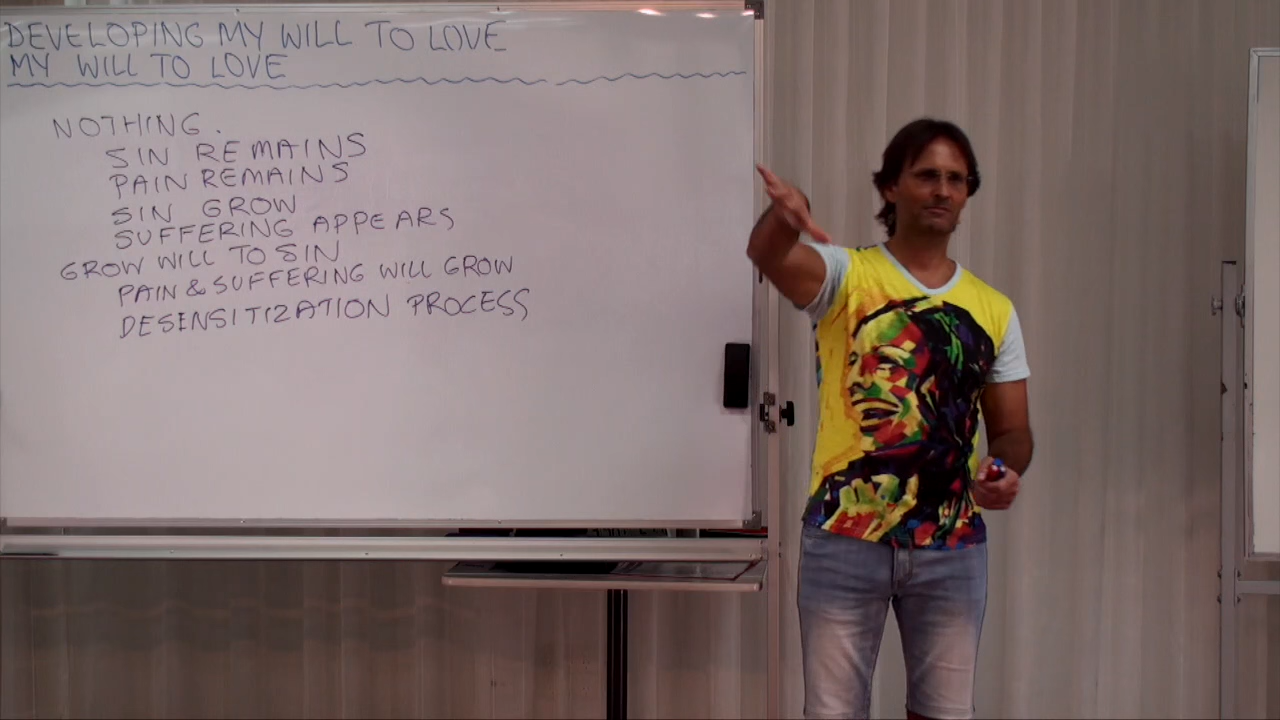 DEVELOPING MY WILL TO LOVE
MY WILL TO LOVE
NOTHING.
SIN REMAINS
PAIN REMAINS
SIN GROW
SUFFERING APPEARS
GROW WILL TO SIN
PAIN & SUFFERING WILL GROW
DESENSITIZATION PROCESS